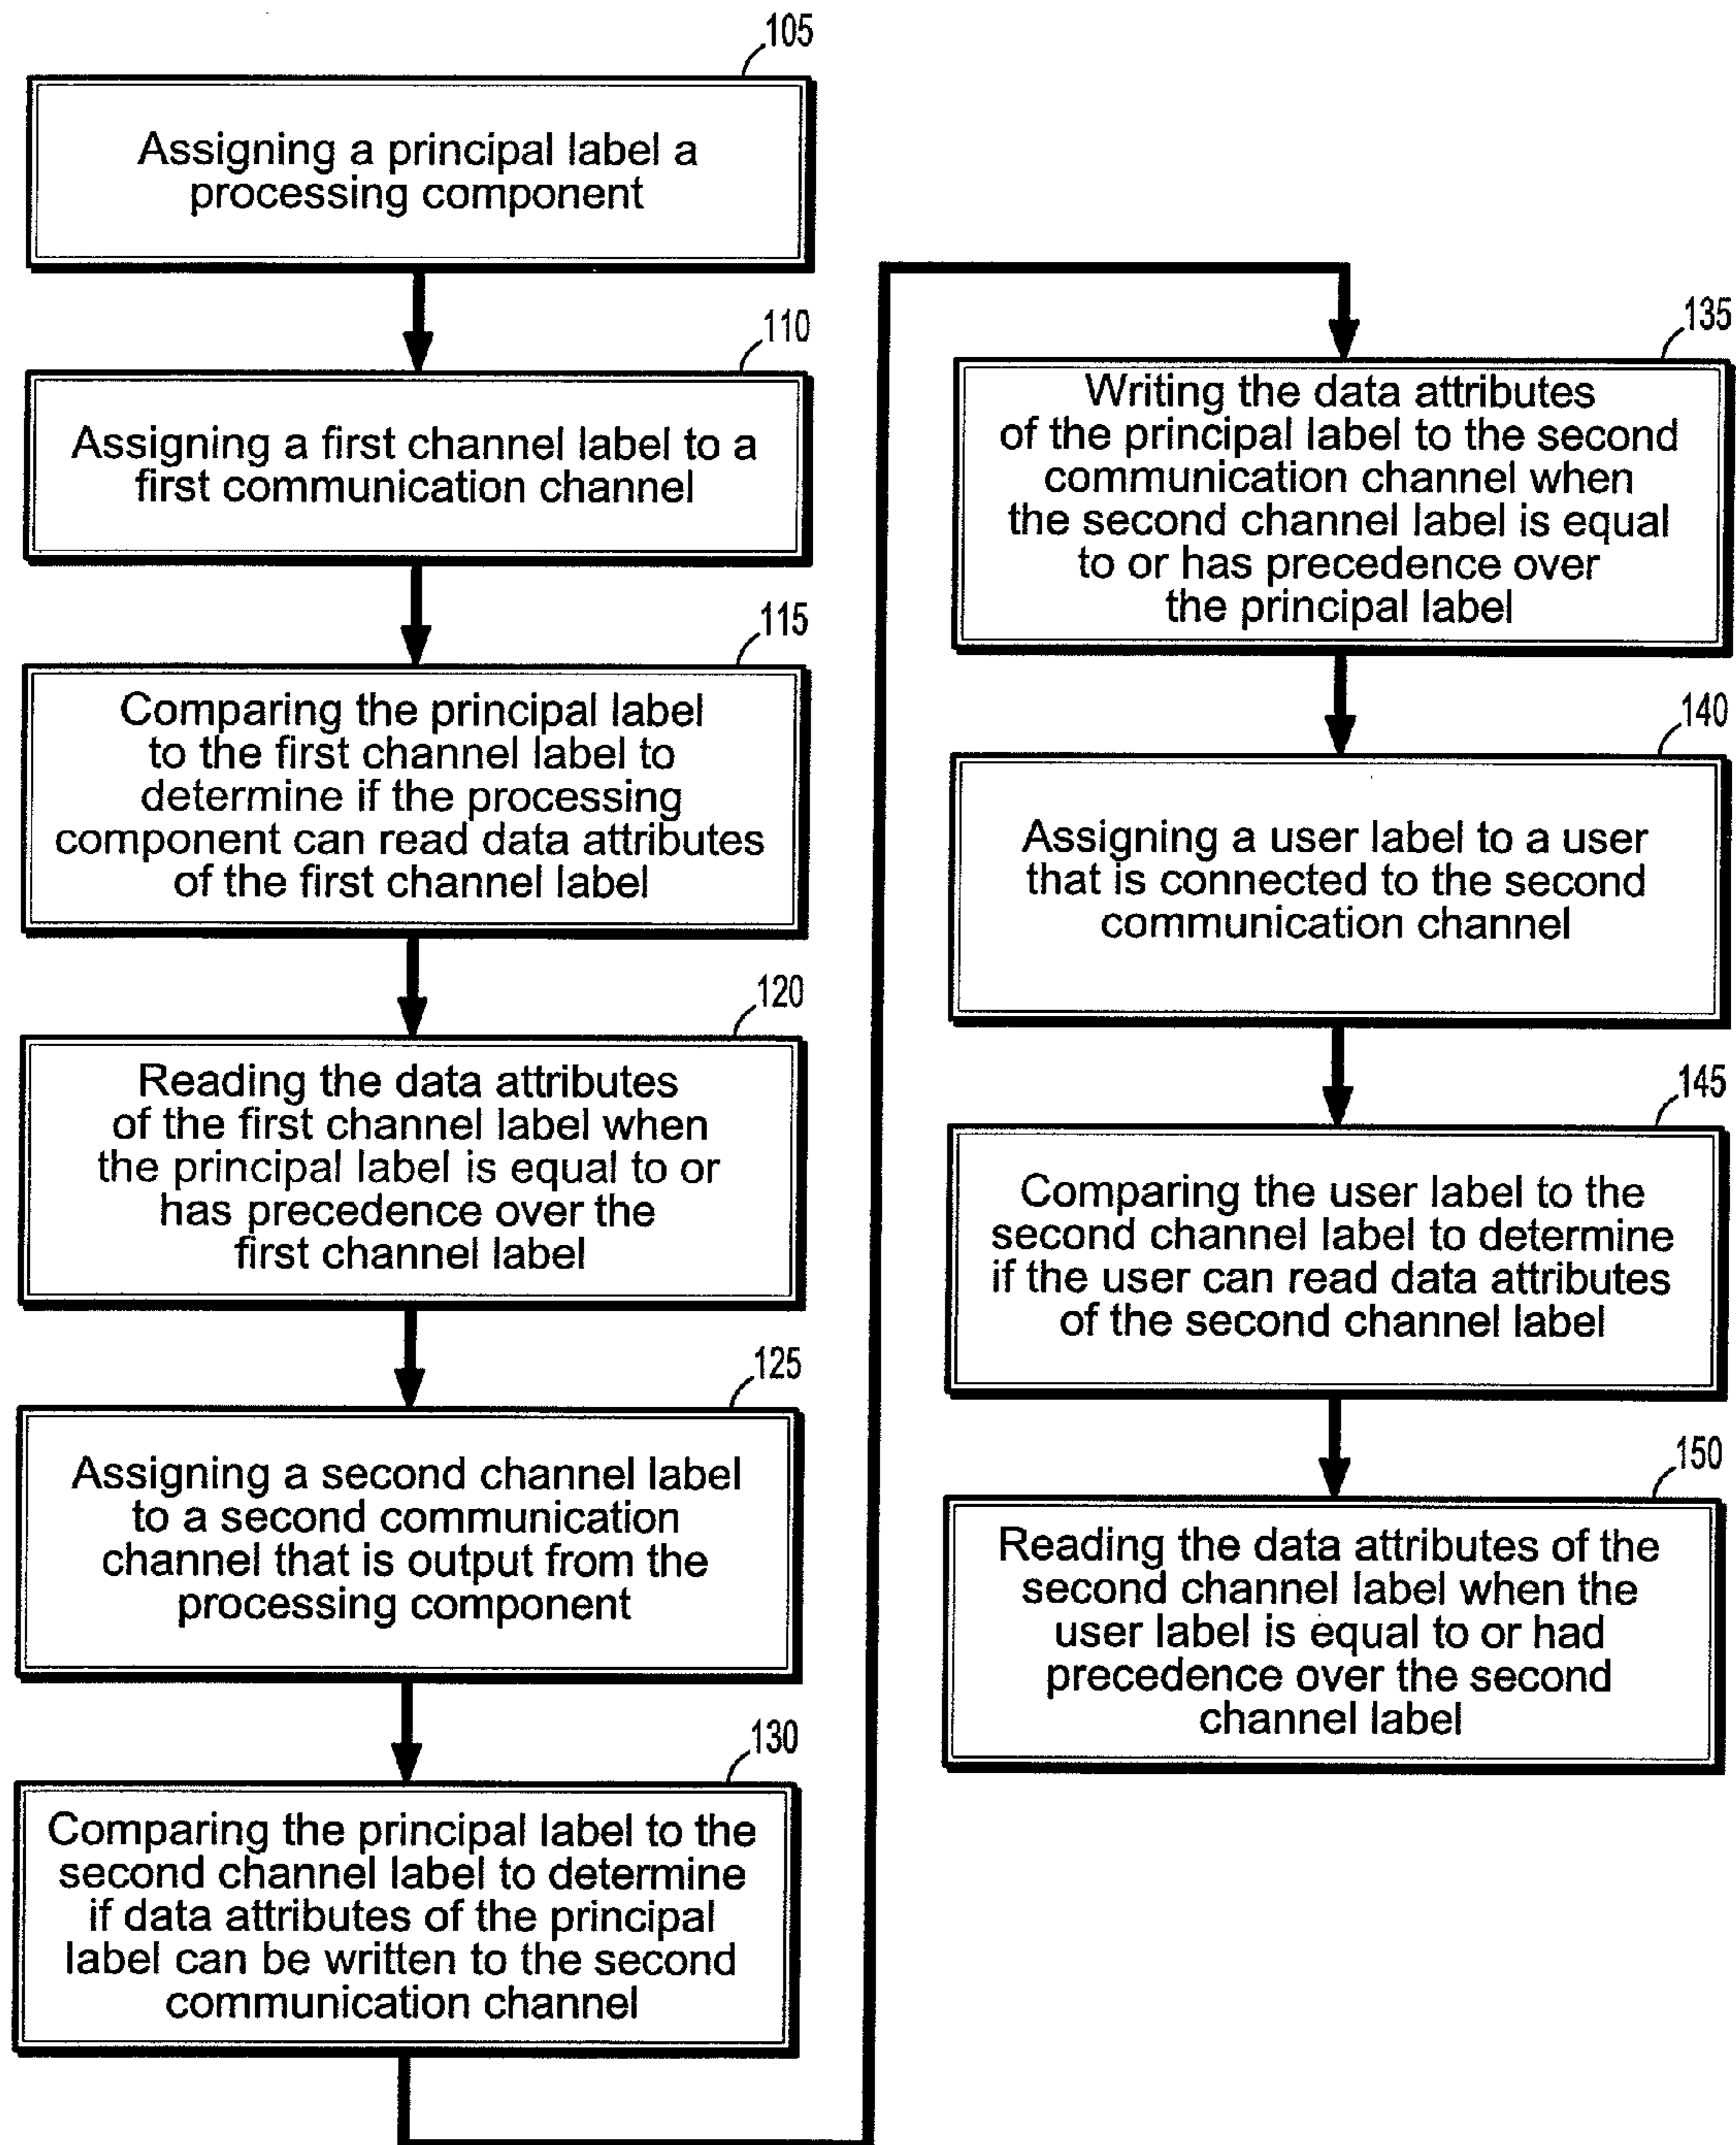 105
Assigning a principal label a
processing component
110
Assigning a first channel label to a
first communication channel
115
Comparing the principal label
to the first channel label to
determine if the processing
component can read data attributes
of the first channel label
120
Reading the data attributes
of the first channel label when
the principal label is equal to or
has precedence over the
first channel label
125
Assigning a second channel label
to a second communication
channel that is output from the
processing component
130
Comparing the principal label to the
second channel label to determine
if data attributes of the principal
label can be written to the second
communication channel
135
Writing the data attributes
of the principal label to the second
communication channel when
the second channel label is equal
to or has precedence over
the principal label
140
Assigning a user label to a user
that is connected to the second
communication channel
145
Comparing the user label to the
second channel label to determine
if the user can read data attributes
of the second channel label
150
Reading the data attributes of the
second channel label when the
user label is equal to or had
precedence over the second
channel label